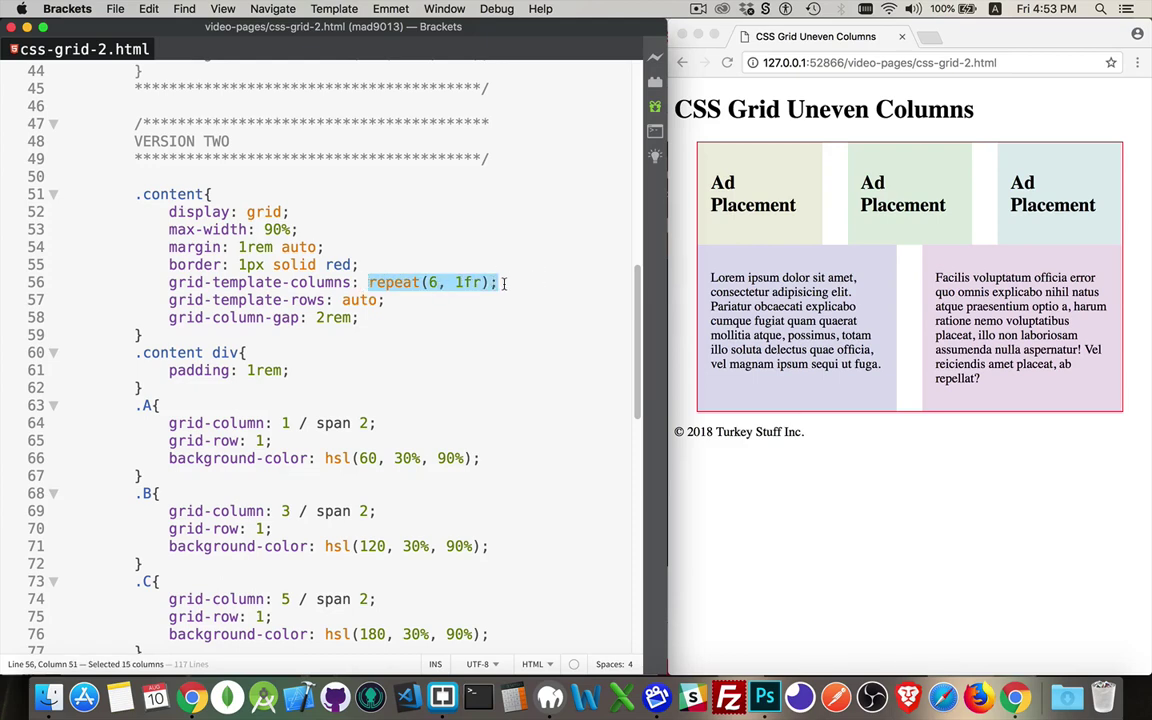 Brackets File Edit Find View Navigate Template Emmet Window Debug Help 100% A Fri 4:53 PM
video-pages/css-grid-2.html (mad9013) — Brackets
css-grid-2.html
44 }
45 ***************************************/
46
47 /***************************************
48 VERSION TWO
49 ***************************************/
50
51 .content{
52 display: grid;
53 max-width: 90%;
54 margin: 1rem auto;
55 border: 1px solid red;
56 grid-template-columns: repeat(6, 1fr);
57 grid-template-rows: auto;
58 grid-column-gap: 2rem;
59 }
60 .content div{
61 padding: 1rem;
62 }
63 .A{
64 grid-column: 1 / span 2;
65 grid-row: 1;
66 background-color: hsl(60, 30%, 90%);
67 }
68 .B{
69 grid-column: 3 / span 2;
70 grid-row: 1;
71 background-color: hsl(120, 30%, 90%);
72 }
73 .C{
74 grid-column: 5 / span 2;
75 grid-row: 1;
76 background-color: hsl(180, 30%, 90%);
77 }
Line 56, Column 51 — Selected 15 columns — 117 Lines INS UTF-8 HTML Spaces: 4
CSS Grid Uneven Columns
127.0.0.1:52866/video-pages/css-grid-2.html
CSS Grid Uneven Columns
Ad
Placement
Ad
Placement
Ad
Placement
Lorem ipsum dolor sit amet,
consectetur adipisicing elit.
Pariatur obcaecati explicabo
cumque fugiat quam quaerat
mollitia atque, possimus, totam
illo soluta delectus quae officia,
vel magnam ipsum sequi ut fuga.
Facilis voluptatum officia error
quo omnis explicabo nihil natus
atque praesentium optio a, harum
ratione nemo voluptatibus
placeat, illo non laboriosam
assumenda nulla aspernatur! Vel
reiciendis amet placeat, ab
repellat?
© 2018 Turkey Stuff Inc.